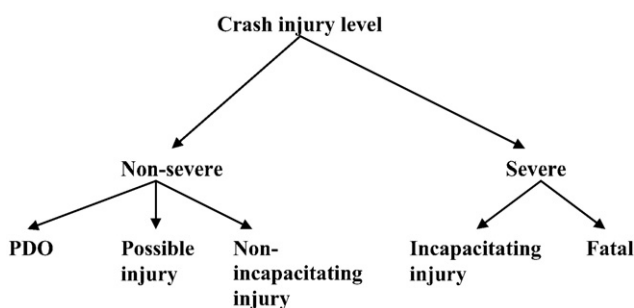 Crash injury level
Non-severe
Severe
PDO
Possible
injury
Non-
incapacitating
injury
Incapacitating
injury
Fatal